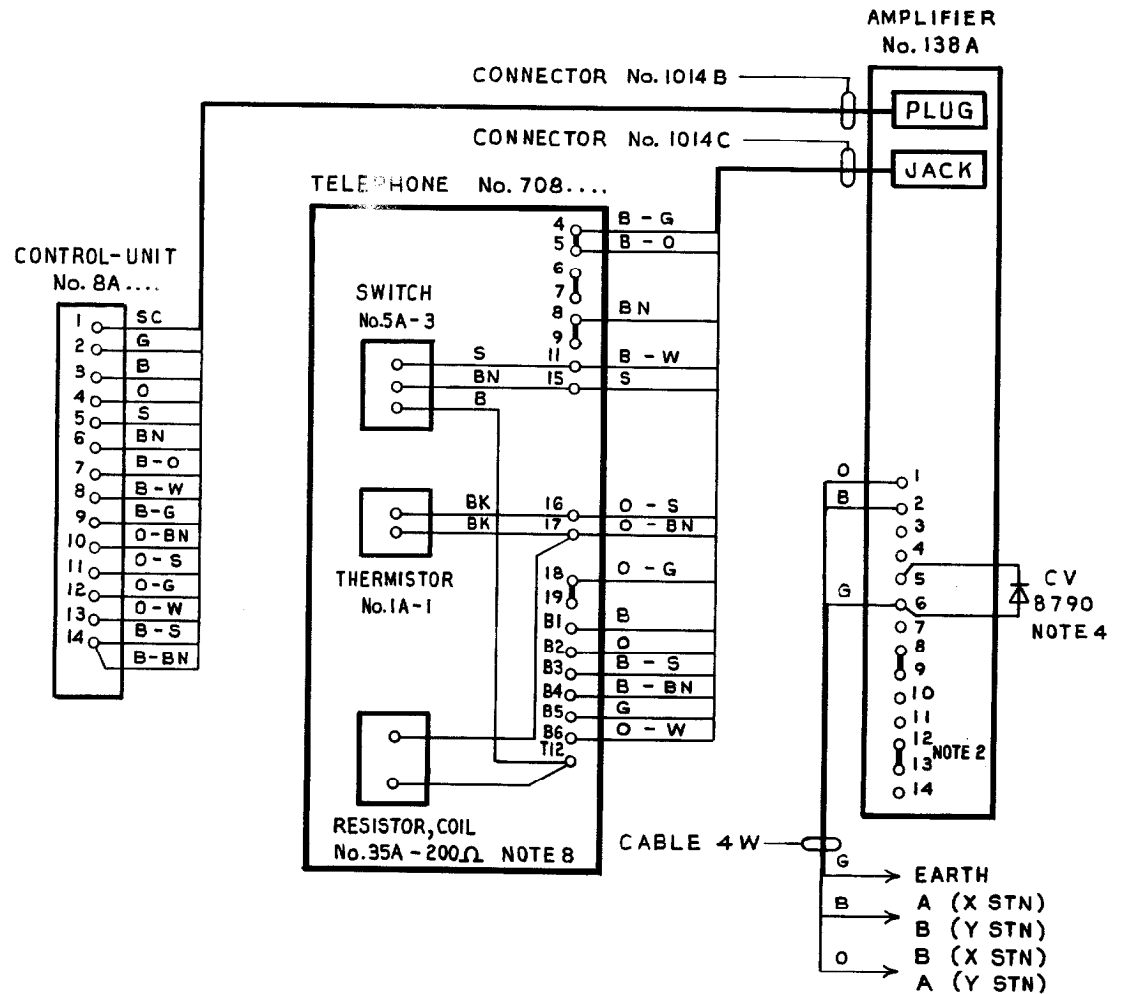 AMPLIFIER
No. 138A
CONNECTOR No. 1014B
PLUG
CONNECTOR No. 1014C
JACK
TELEPHONE No. 708....
CONTROL-UNIT
No. 8A....
1 SC
2 G
3 B
4 O
5 S
6 BN
7 B-O
8 B-W
9 B-G
10 O-BN
11 O-S
12 O-G
13 O-W
14 B-S
B-BN
SWITCH
No.5A-3
S
BN
B
BK
BK
THERMISTOR
No.1A-1
RESISTOR, COIL
No.35A-200Ω NOTE 8
4 B-G
5 B-O
6
7
8 BN
9
11 B-W
15 S
16 O-S
17 O-BN
18 O-G
19
B1 B
B2 O
B3 B-S
B4 B-BN
B5 G
B6 O-W
T12
O 1
B 2
3
4
5
G 6
7
8
9
10
11
12
13
14
NOTE 2
CV
8790
NOTE 4
CABLE 4W
G EARTH
B A (X STN)
B (Y STN)
O B (X STN)
A (Y STN)